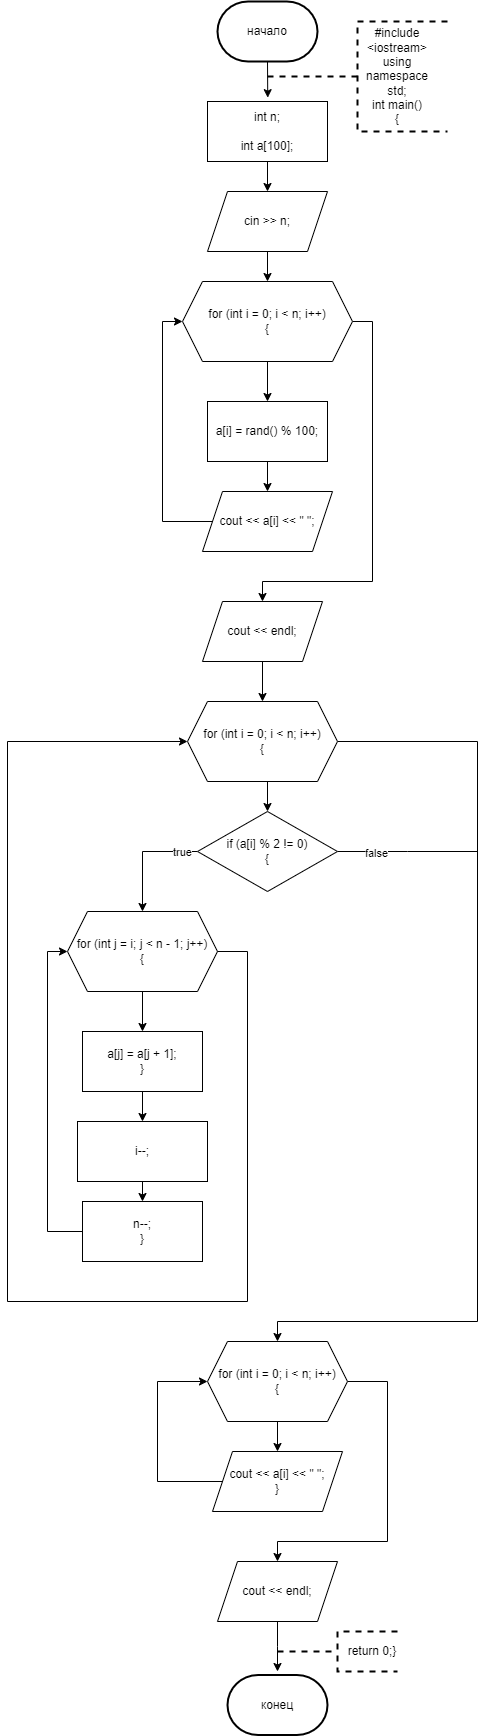 начало
#include
<iostream>
using
namespace
std;
int main()
{
int n;
int a[100];
cin >> n;
for (int i = 0; i < n; i++)
{
a[i] = rand() % 100;
cout << a[i] << " ";
cout << endl;
for (int i = 0; i < n; i++)
{
if (a[i] % 2 != 0)
{
true
false
for (int j = i; j < n - 1; j++)
{
a[j] = a[j + 1];
}
i--;
n--;
}
for (int i = 0; i < n; i++)
{
cout << a[i] << " ";
}
cout << endl;
return 0;}
конец